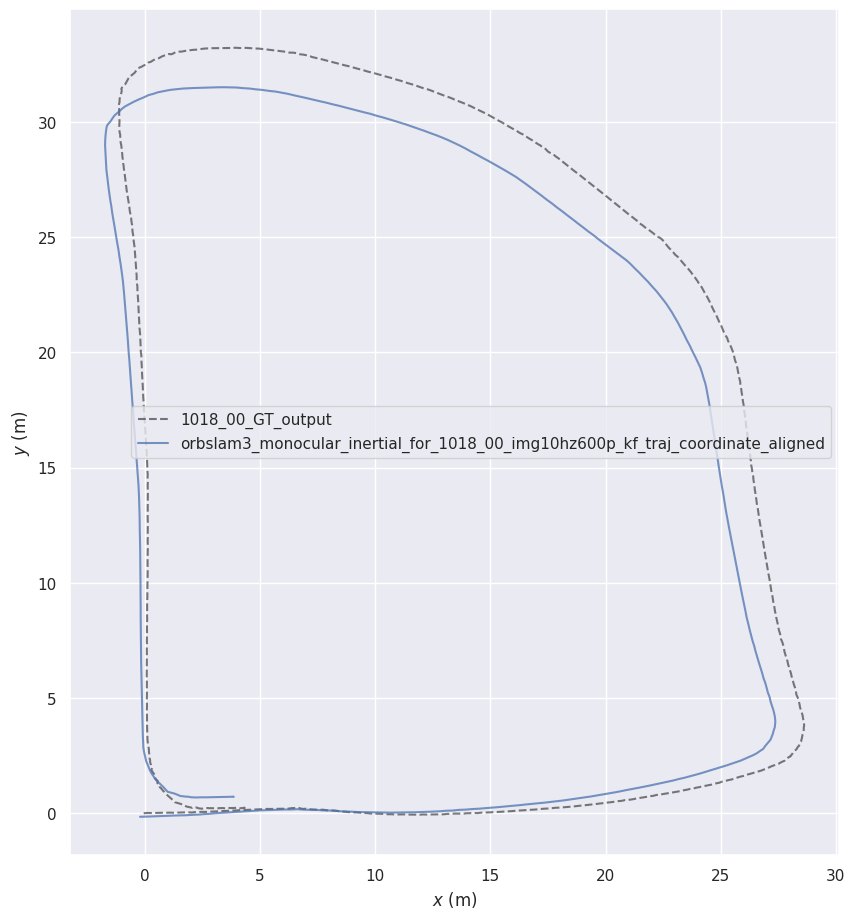 30
25
20
15
10
5
0
y (m)
1018_00_GT_output
orbslam3_monocular_inertial_for_1018_00_img10hz600p_kf_traj_coordinate_aligned
0 5 10 15 20 25 30
x (m)